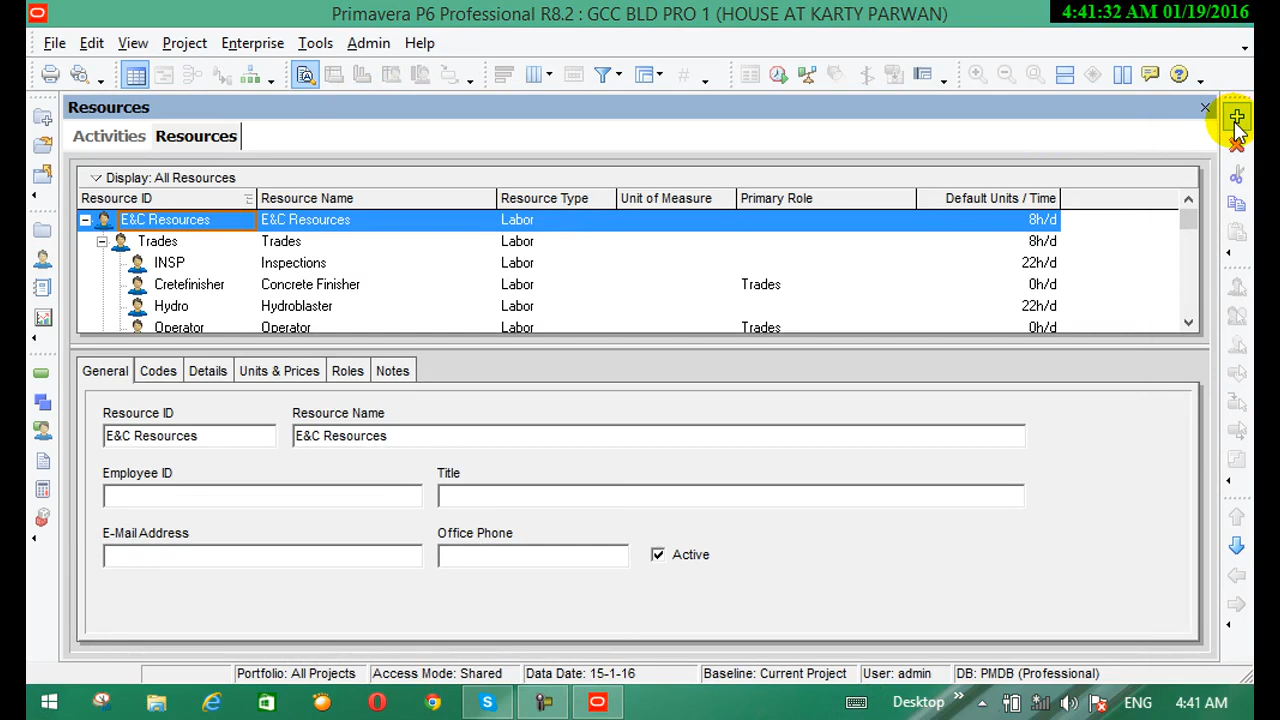 Primavera P6 Professional R8.2 : GCC BLD PRO 1 (HOUSE AT KARTY PARWAN)
4:41:32 AM 01/19/2016
File Edit View Project Enterprise Tools Admin Help
Resources
Activities Resources
Display: All Resources
Resource ID Resource Name Resource Type Unit of Measure Primary Role Default Units / Time
E&C Resources E&C Resources Labor 8h/d
Trades Trades Labor 8h/d
INSP Inspections Labor 22h/d
Cretefinisher Concrete Finisher Labor Trades 0h/d
Hydro Hydroblaster Labor 22h/d
Operator Operator Labor Trades 0h/d
General Codes Details Units & Prices Roles Notes
Resource ID Resource Name
E&C Resources E&C Resources
Employee ID Title
E-Mail Address Office Phone
Active
Portfolio: All Projects Access Mode: Shared Data Date: 15-1-16 Baseline: Current Project User: admin DB: PMDB (Professional)
Desktop ENG 4:41 AM